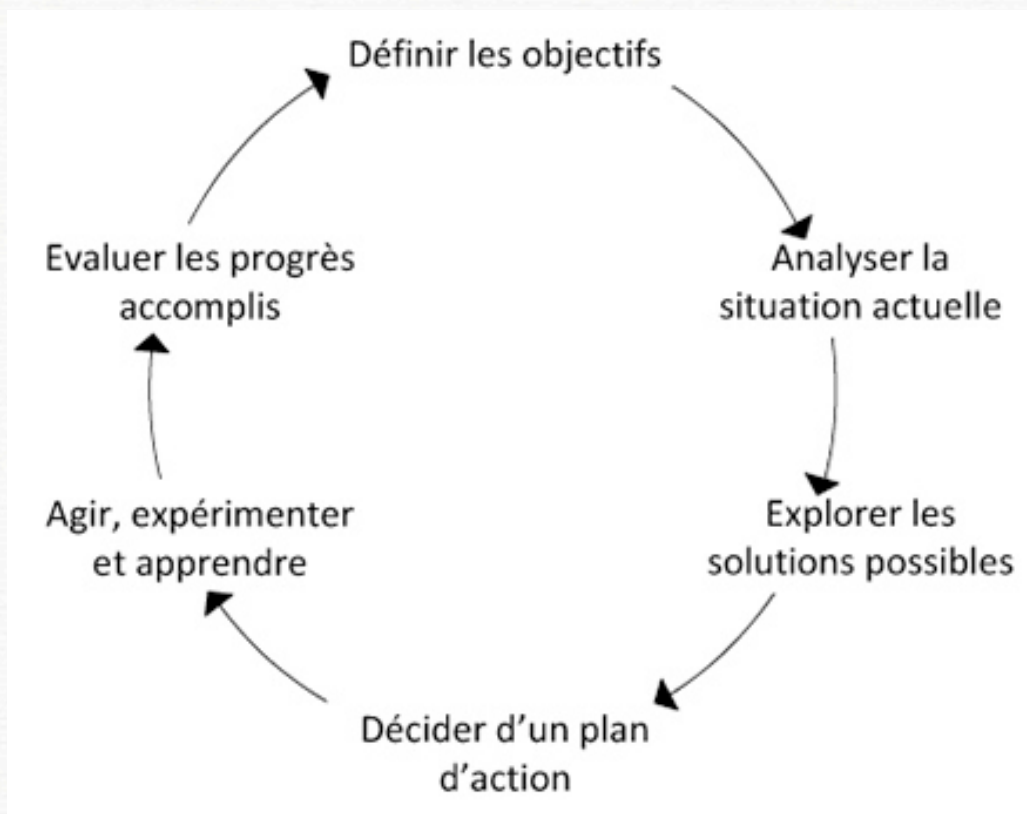 Définir les objectifs
Analyser la
situation actuelle
Explorer les
solutions possibles
Décider d’un plan
d’action
Agir, expérimenter
et apprendre
Evaluer les progrès
accomplis